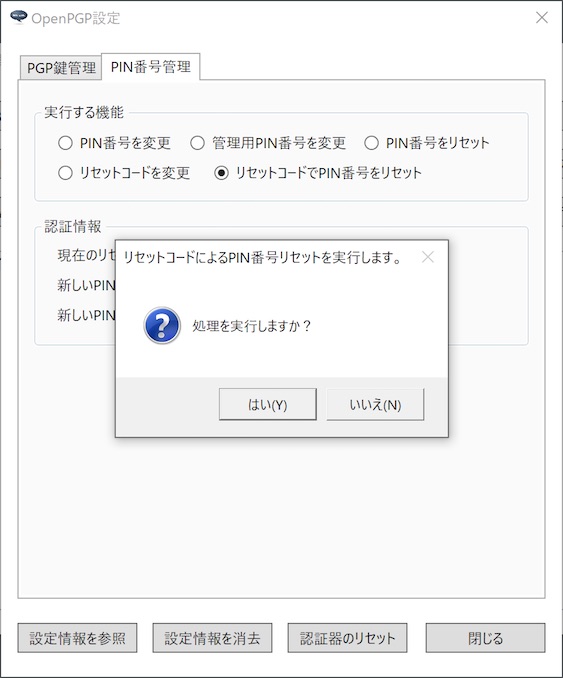 OpenPGP設定
PGP鍵管理 PIN番号管理
実行する機能
PIN番号を変更 管理用PIN番号を変更 PIN番号をリセット
リセットコードを変更 リセットコードでPIN番号をリセット
認証情報
現在のリセ
新しいPIN
新しいPIN
リセットコードによるPIN番号リセットを実行します。
処理を実行しますか？
はい(Y) いいえ(N)
設定情報を参照 設定情報を消去 認証器のリセット 閉じる